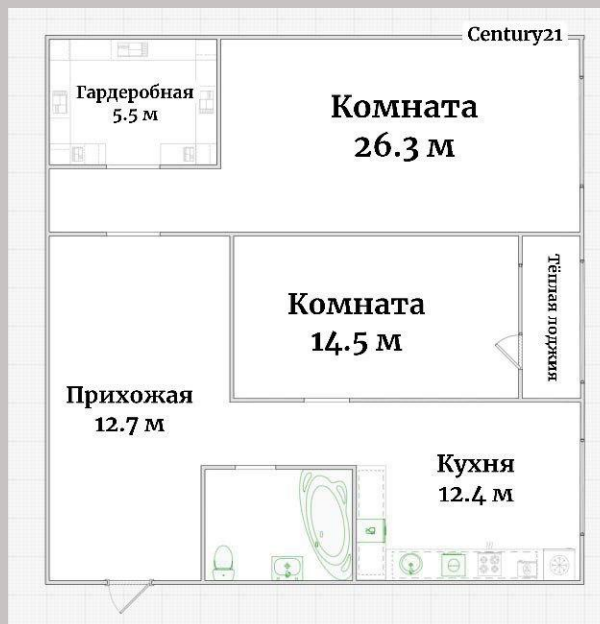 Century21
Гардеробная
5.5 м
Комната
26.3 м
Комната
14.5 м
Тёплая лоджия
Прихожая
12.7 м
Кухня
12.4 м